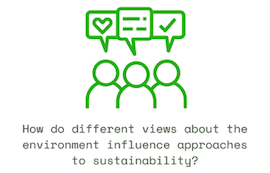 How do different views about the
environment influence approaches
to sustainability?